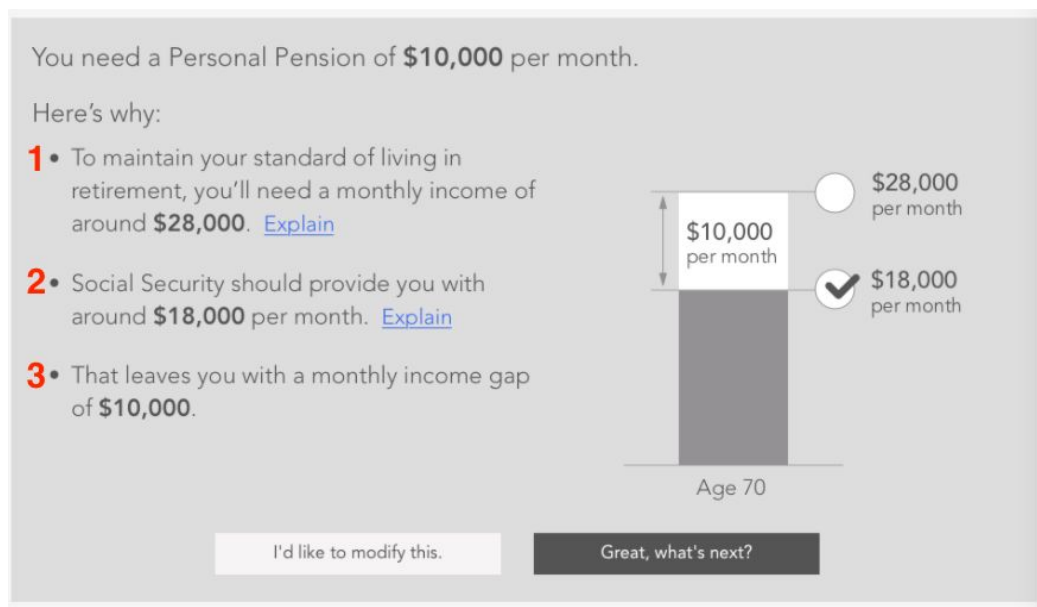 You need a Personal Pension of $10,000 per month.
Here's why:
1 • To maintain your standard of living in
retirement, you'll need a monthly income of
around $28,000. Explain
2 • Social Security should provide you with
around $18,000 per month. Explain
3 • That leaves you with a monthly income gap
of $10,000.
$28,000
per month
$10,000
per month
$18,000
per month
Age 70
I'd like to modify this.
Great, what's next?